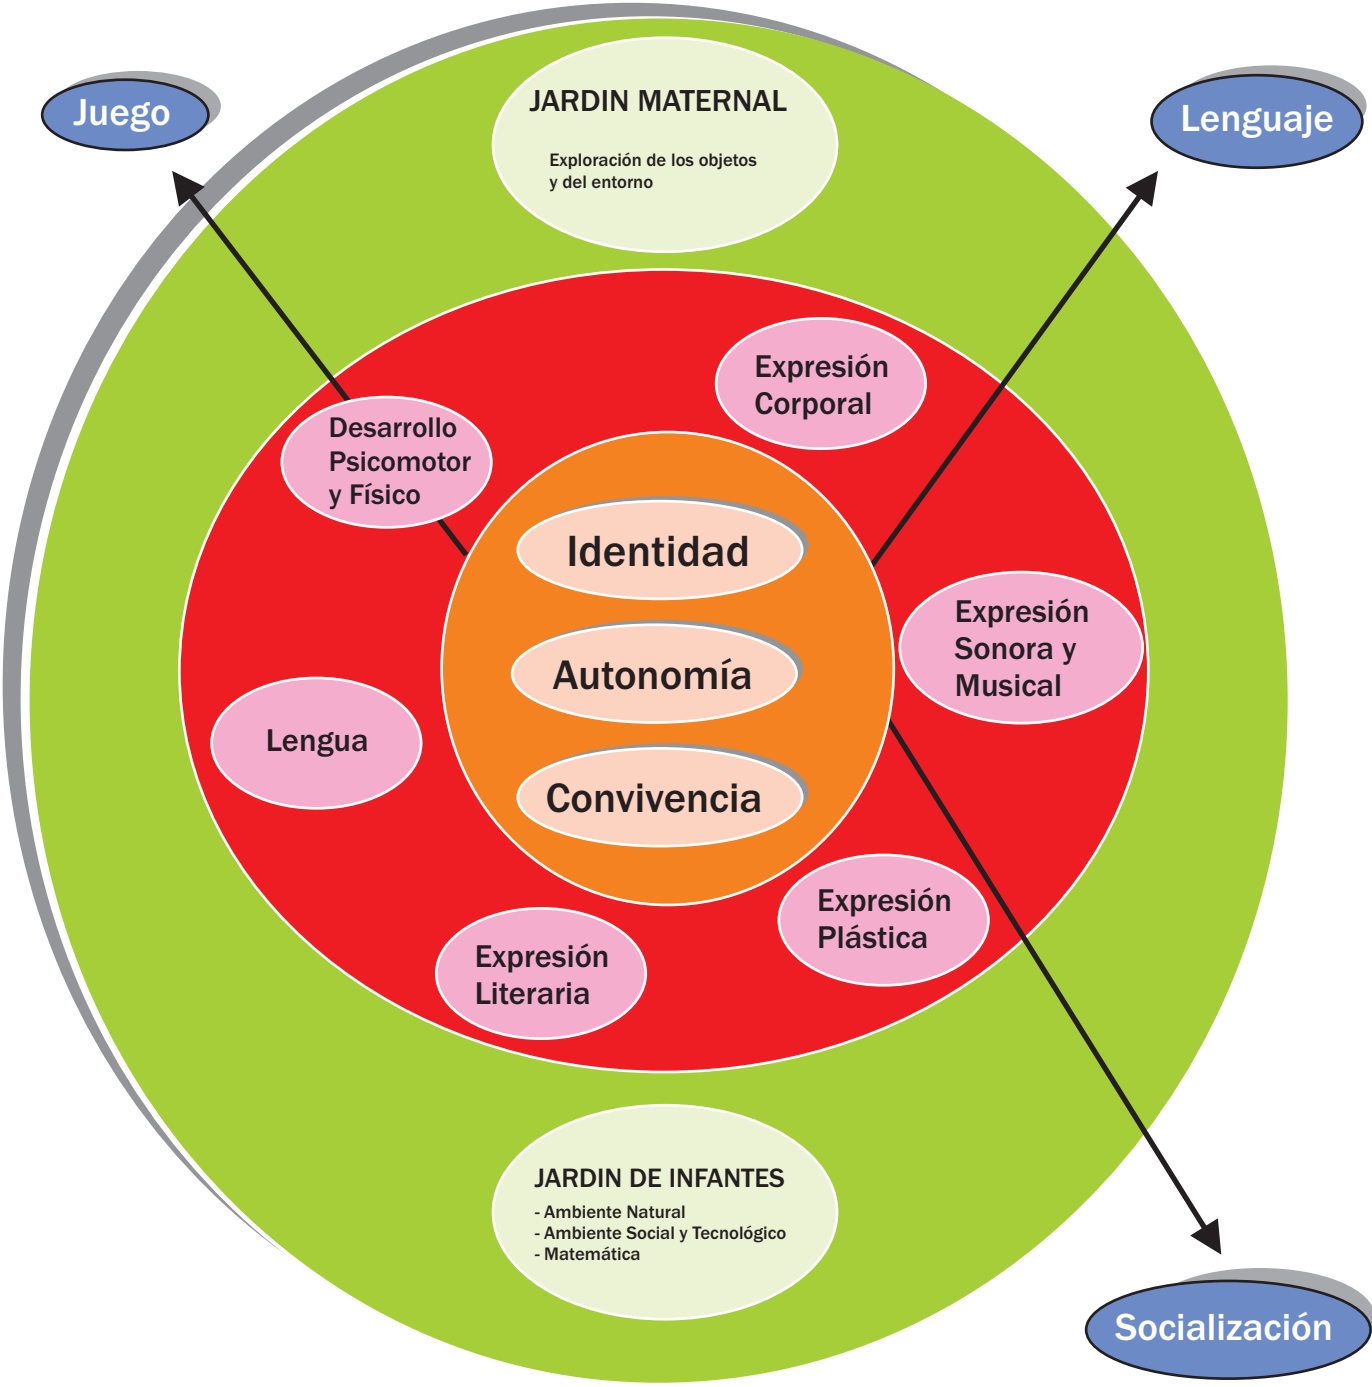 Juego
Lenguaje
JARDIN MATERNAL
Exploración de los objetos
y del entorno
Expresión
Corporal
Desarrollo
Psicomotor
y Físico
Identidad
Expresión
Sonora y
Musical
Autonomía
Lengua
Convivencia
Expresión
Plástica
Expresión
Literaria
JARDIN DE INFANTES
- Ambiente Natural
- Ambiente Social y Tecnológico
- Matemática
Socialización